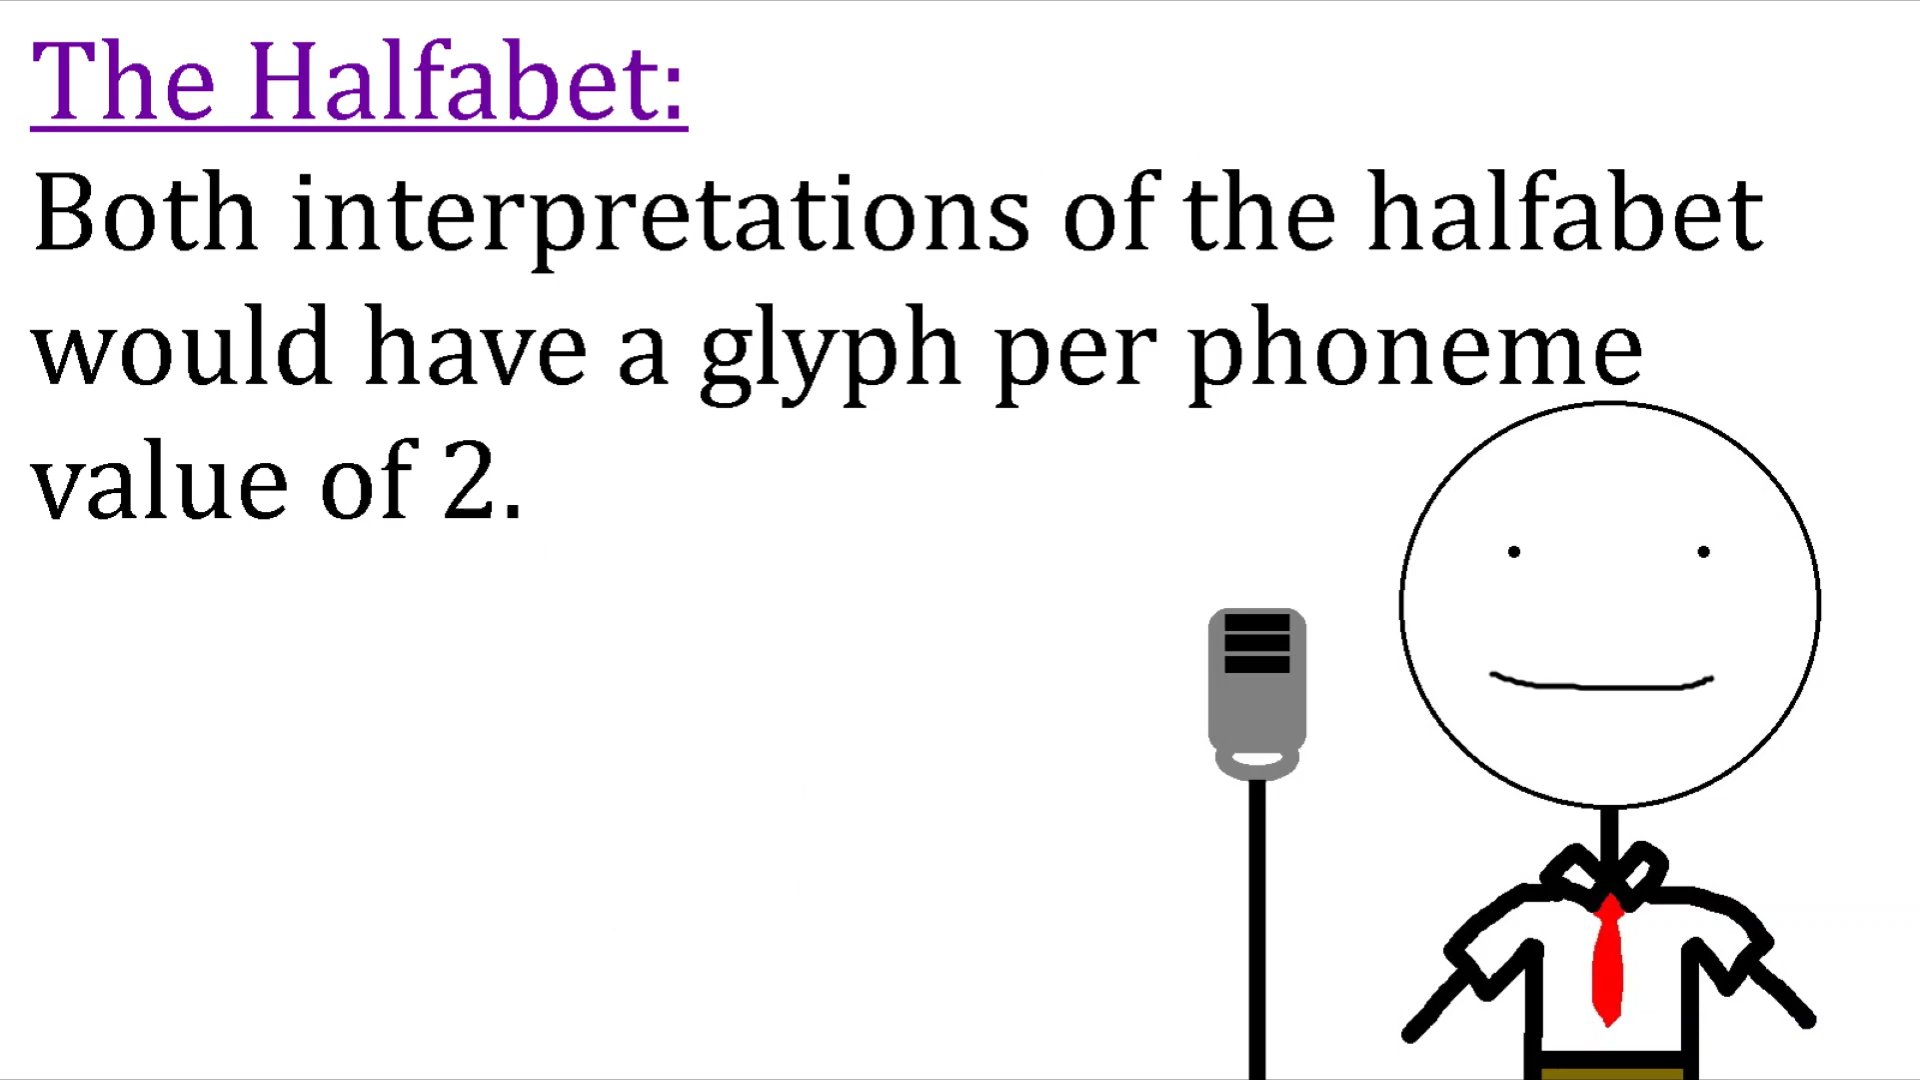 The Halfabet:
Both interpretations of the halfabet
would have a glyph per phoneme
value of 2.